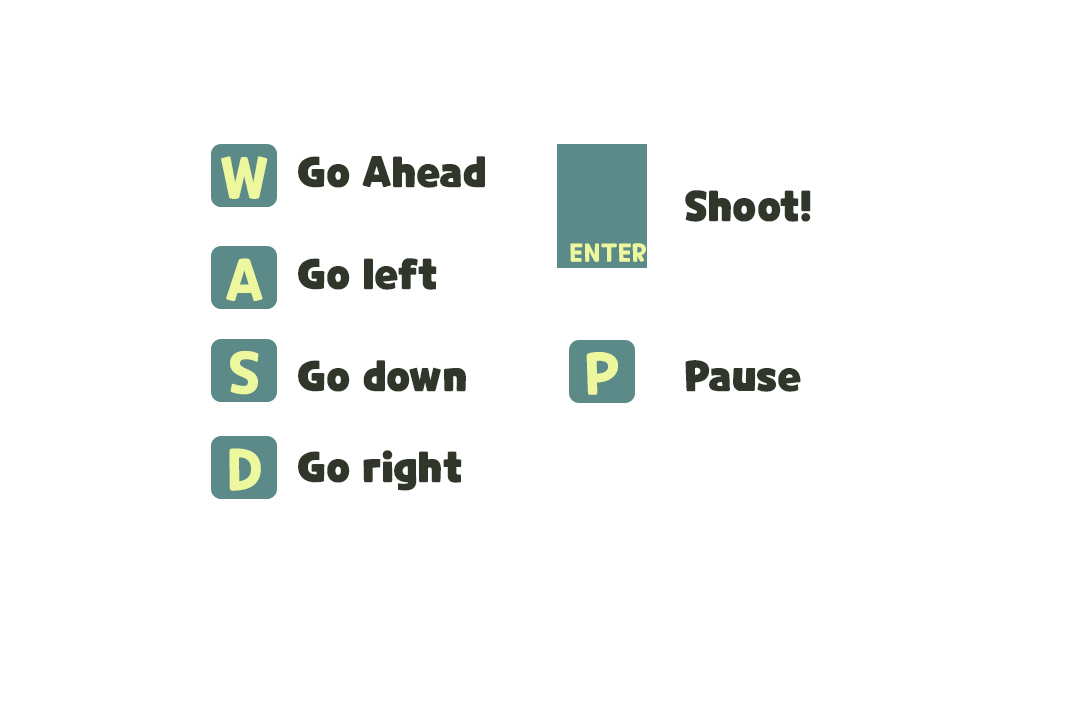 W Go Ahead
A Go left
S Go down
D Go right
ENTER Shoot!
P Pause